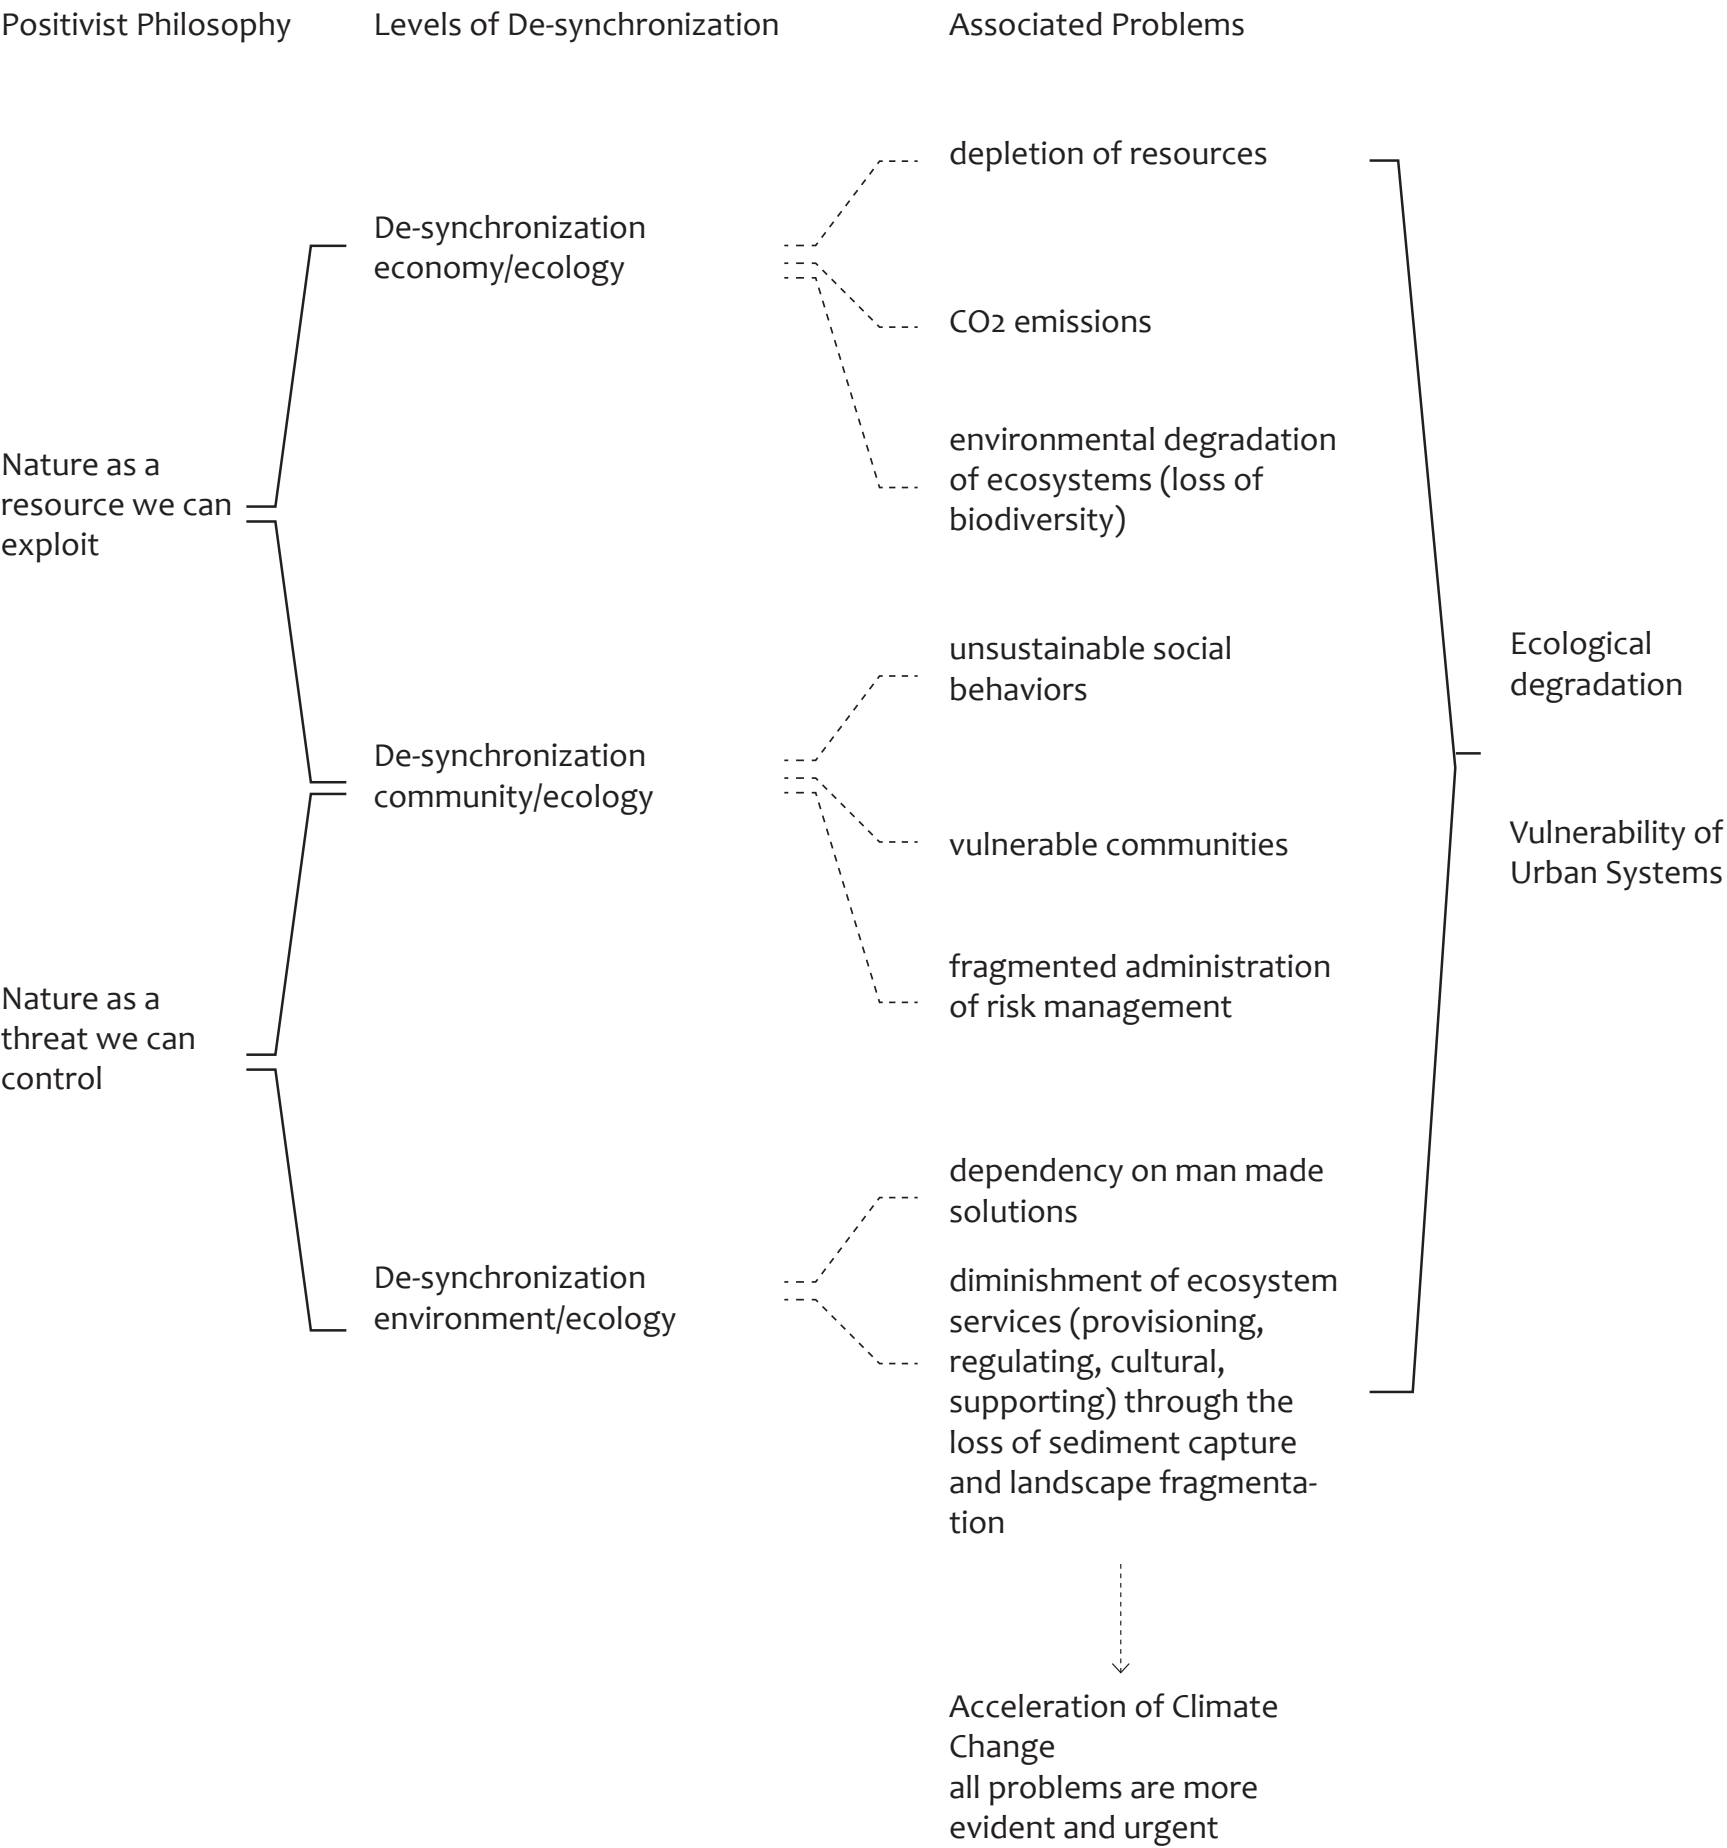 Positivist Philosophy
Levels of De-synchronization
Associated Problems
Nature as a
resource we can
exploit
Nature as a
threat we can
control
De-synchronization
economy/ecology
De-synchronization
community/ecology
De-synchronization
environment/ecology
depletion of resources
CO2 emissions
environmental degradation
of ecosystems (loss of
biodiversity)
unsustainable social
behaviors
vulnerable communities
fragmented administration
of risk management
dependency on man made
solutions
diminishment of ecosystem
services (provisioning,
regulating, cultural,
supporting) through the
loss of sediment capture
and landscape fragmenta-
tion
Acceleration of Climate
Change
all problems are more
evident and urgent
Ecological
degradation
Vulnerability of
Urban Systems